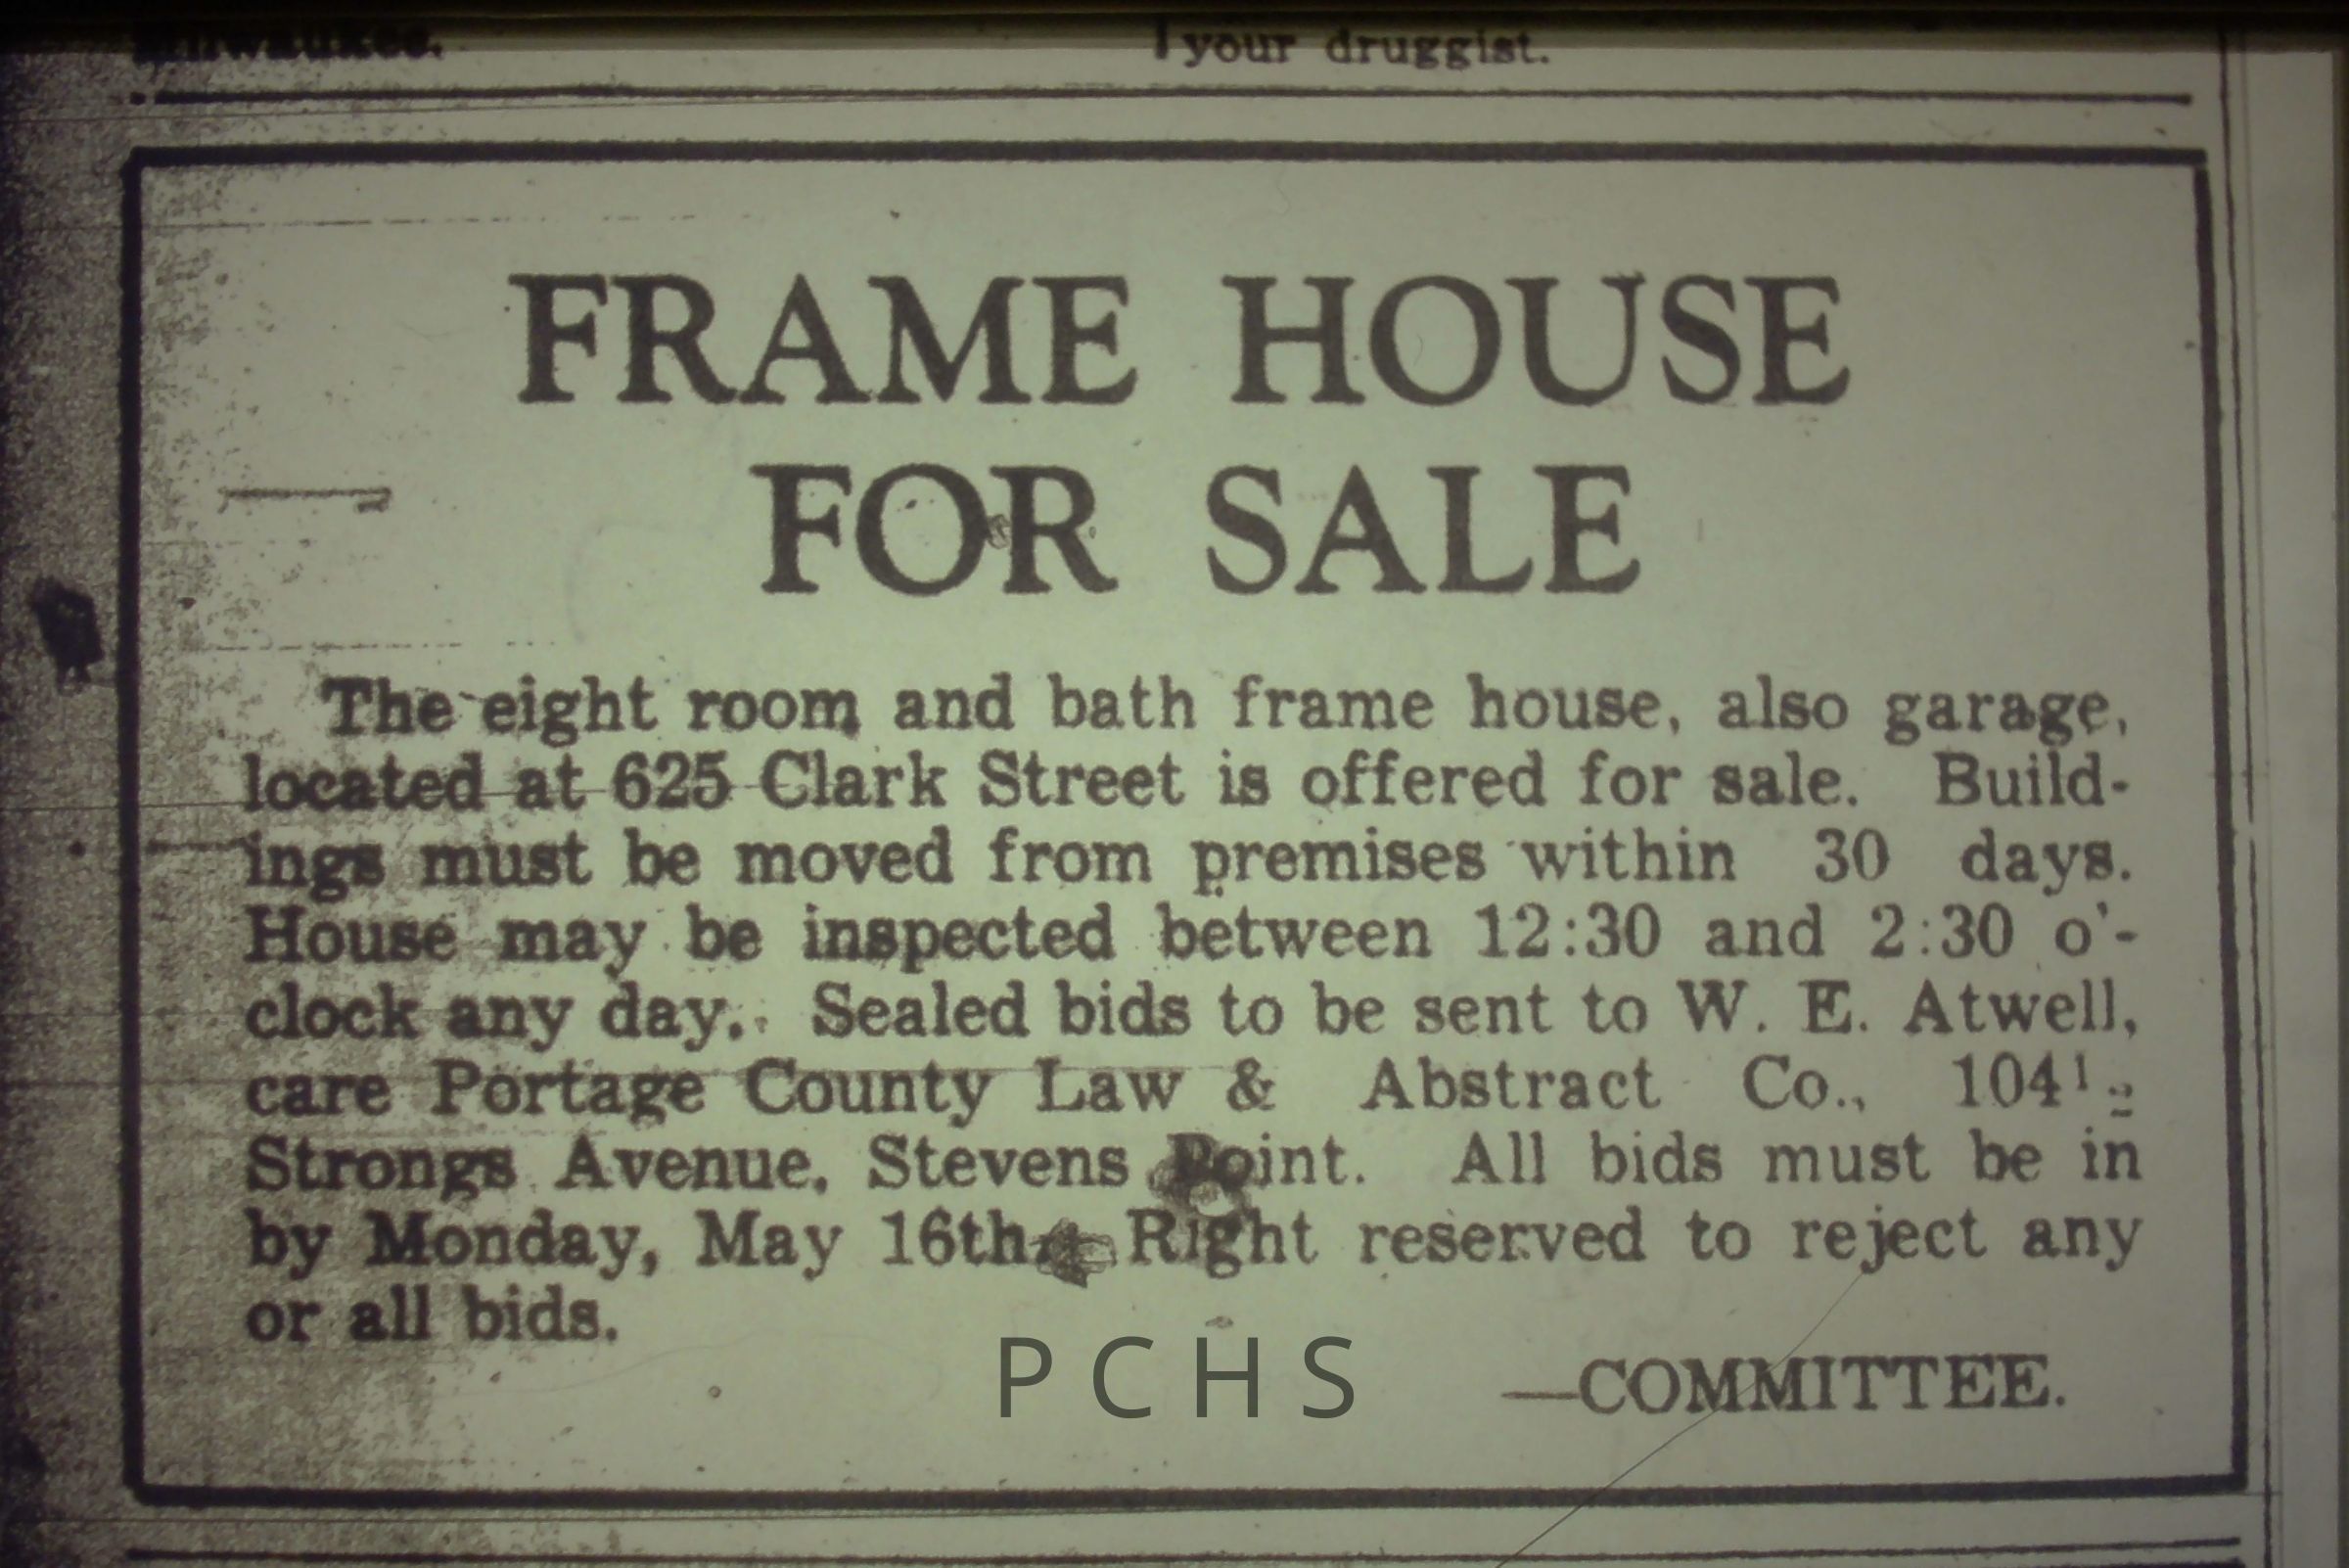 your druggist.
FRAME HOUSE
FOR SALE
The eight room and bath frame house, also garage,
located at 625 Clark Street is offered for sale. Build-
ings must be moved from premises within 30 days.
House may be inspected between 12:30 and 2:30 o'-
clock any day. Sealed bids to be sent to W. E. Atwell,
care Portage County Law & Abstract Co., 104½
Strongs Avenue, Stevens Point. All bids must be in
by Monday, May 16th. Right reserved to reject any
or all bids.
PCHS
—COMMITTEE.